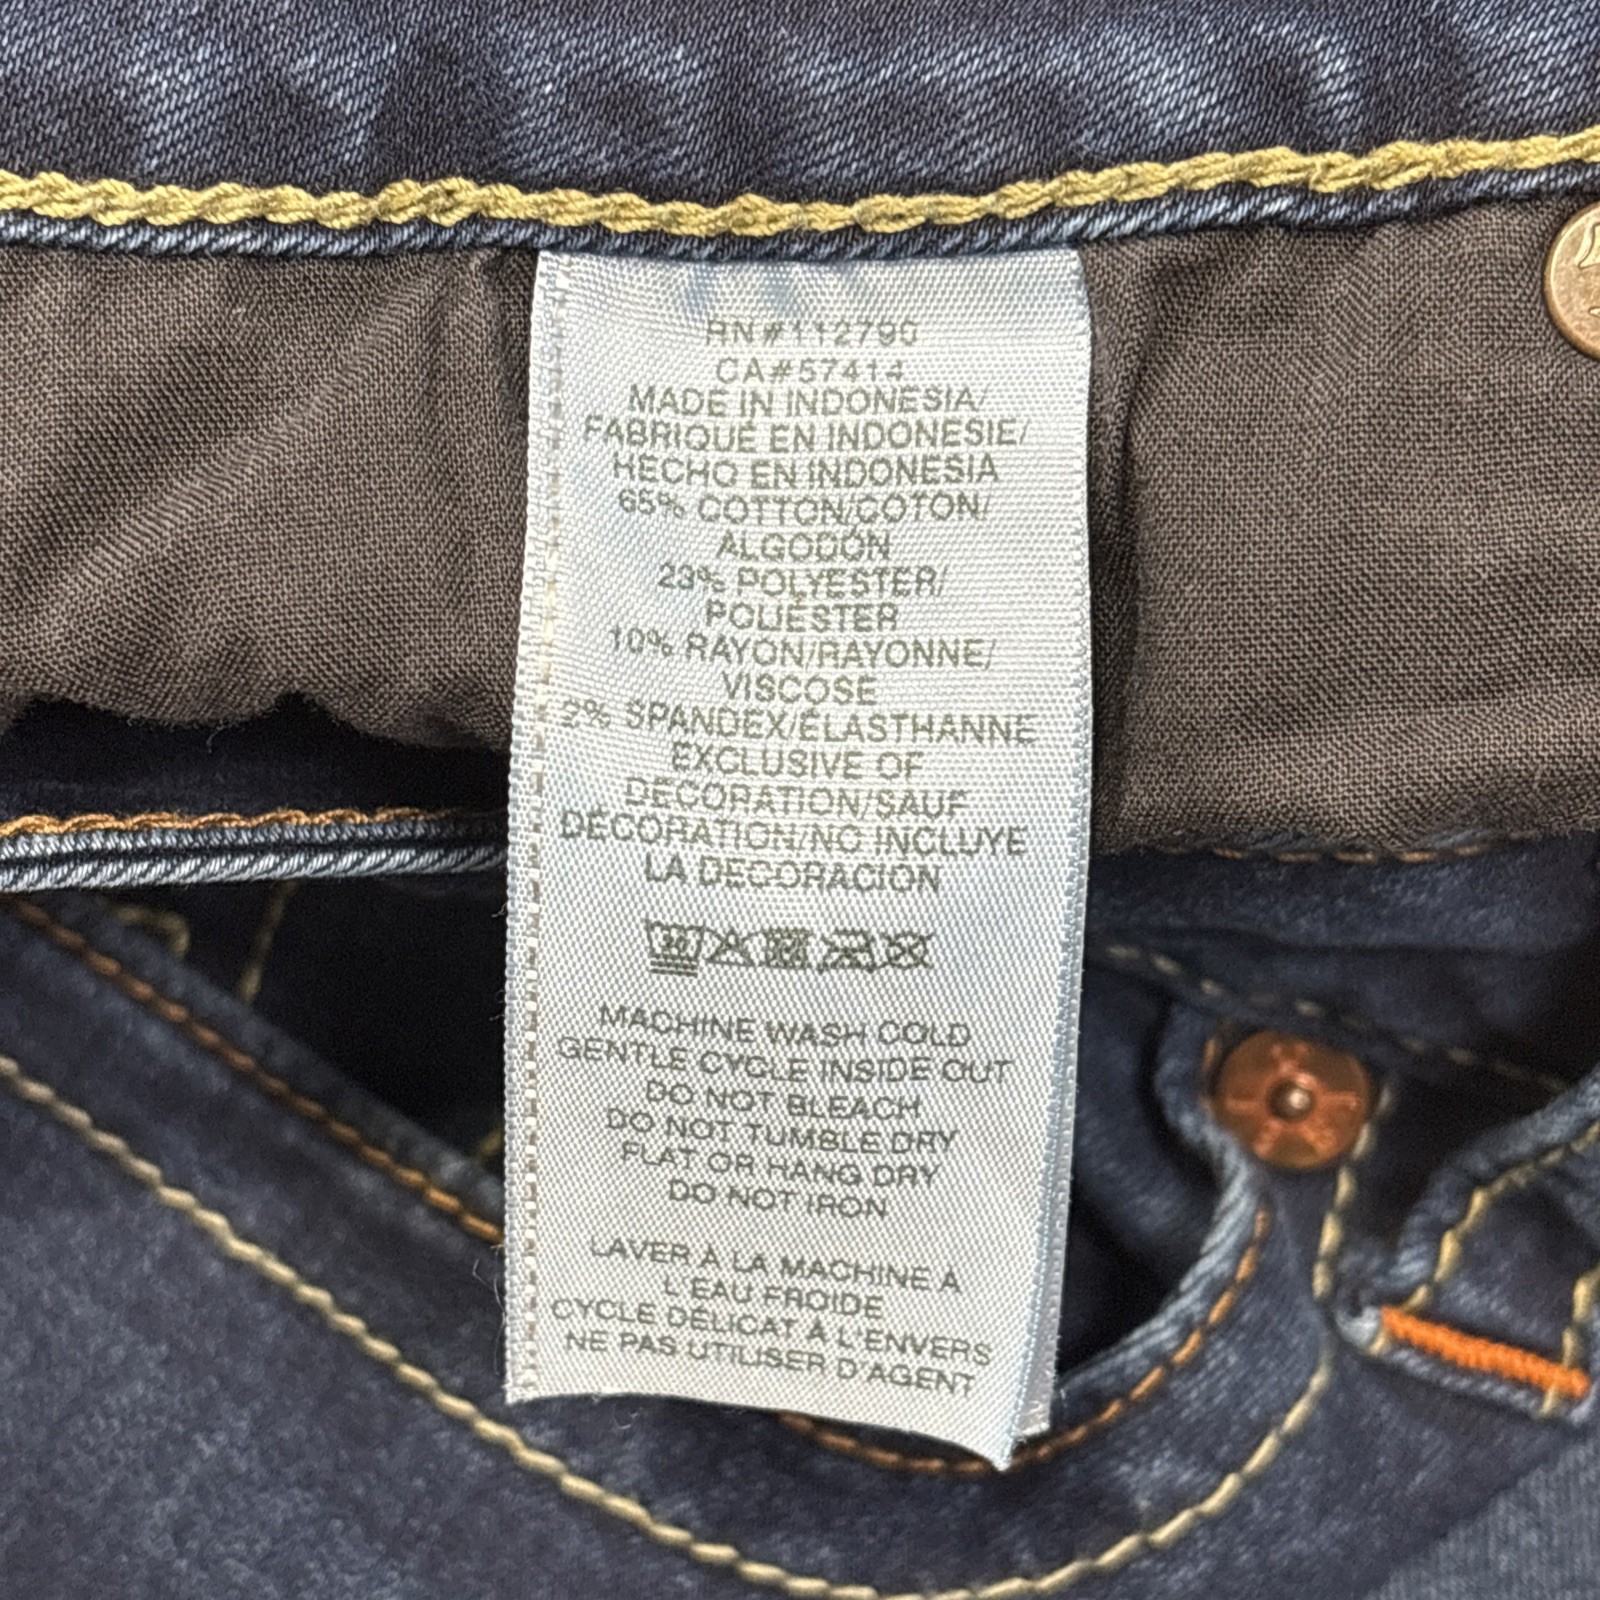 RN#112790
CA#57414
MADE IN INDONESIA/
FABRIQUÉ EN INDONESIE/
HECHO EN INDONESIA
65% COTTON/COTON/
ALGODÓN
23% POLYESTER/
POLIÉSTER
10% RAYON/RAYONNE/
VISCOSE
2% SPANDEX/ÉLASTHANNE
EXCLUSIVE OF
DECORATION/SAUF
DÉCORATION/NO INCLUYE
LA DECORACIÓN
30
MACHINE WASH COLD
GENTLE CYCLE INSIDE OUT
DO NOT BLEACH
DO NOT TUMBLE DRY
FLAT OR HANG DRY
DO NOT IRON
LAVER À LA MACHINE À
L'EAU FROIDE
CYCLE DÉLICAT À L'ENVERS
NE PAS UTILISER D'AGENT